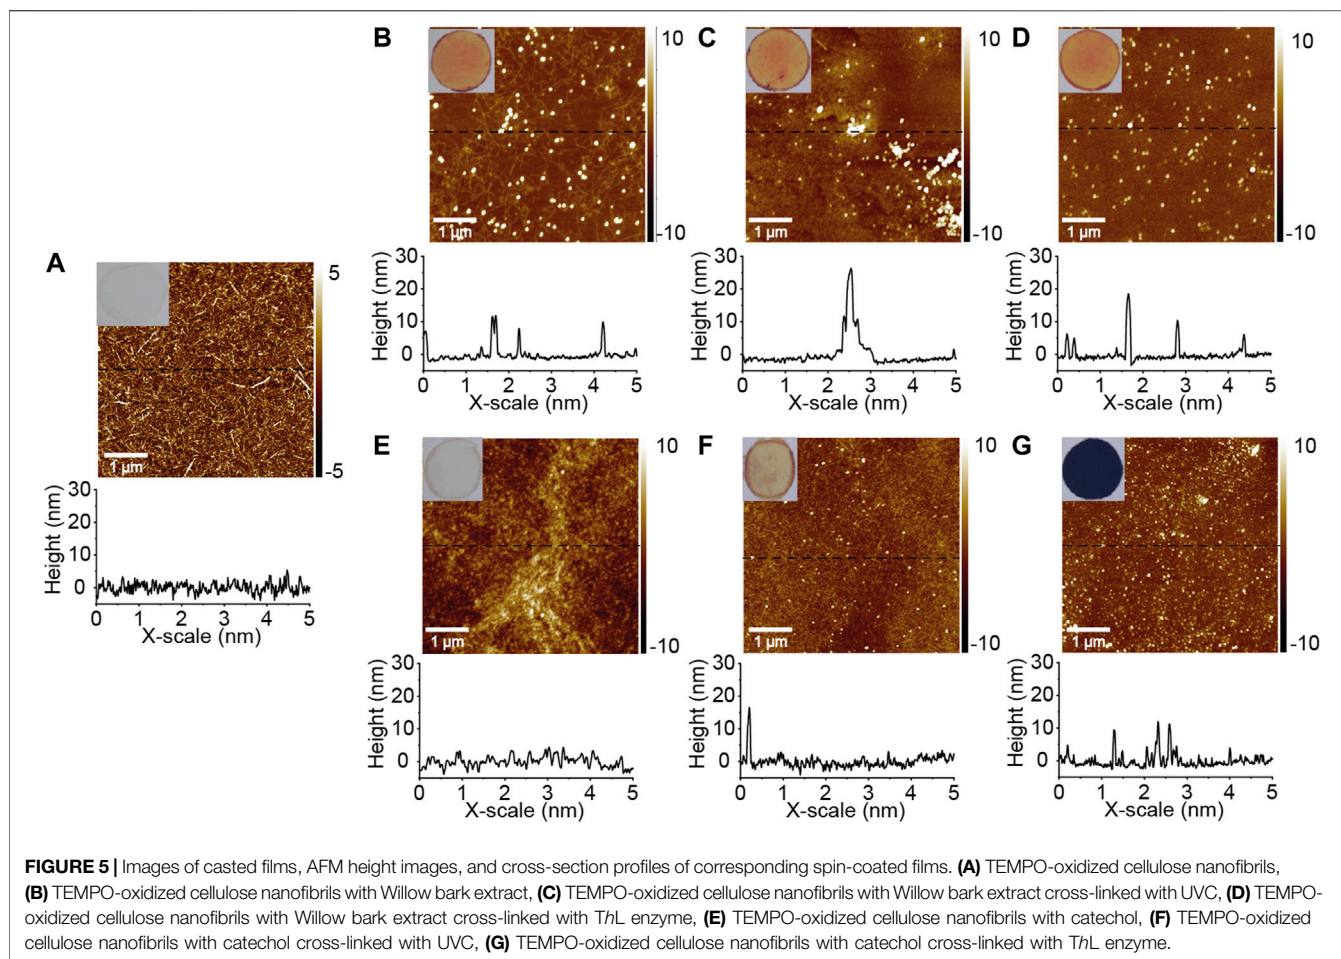 B
10
-10
1 µm
30
20
10
0
Height (nm)
0 1 2 3 4 5
X-scale (nm)
C
10
-10
1 µm
30
20
10
0
Height (nm)
0 1 2 3 4 5
X-scale (nm)
D
10
-10
1 µm
30
20
10
0
Height (nm)
0 1 2 3 4 5
X-scale (nm)
A
5
-5
1 µm
30
20
10
0
Height (nm)
0 1 2 3 4 5
X-scale (nm)
E
10
-10
1 µm
30
20
10
0
Height (nm)
0 1 2 3 4 5
X-scale (nm)
F
10
-10
1 µm
30
20
10
0
Height (nm)
0 1 2 3 4 5
X-scale (nm)
G
10
-10
1 µm
30
20
10
0
Height (nm)
0 1 2 3 4 5
X-scale (nm)
FIGURE 5 | Images of casted films, AFM height images, and cross-section profiles of corresponding spin-coated films. (A) TEMPO-oxidized cellulose nanofibrils,
(B) TEMPO-oxidized cellulose nanofibrils with Willow bark extract, (C) TEMPO-oxidized cellulose nanofibrils with Willow bark extract cross-linked with UVC, (D) TEMPO-
oxidized cellulose nanofibrils with Willow bark extract cross-linked with ThL enzyme, (E) TEMPO-oxidized cellulose nanofibrils with catechol, (F) TEMPO-oxidized
cellulose nanofibrils with catechol cross-linked with UVC, (G) TEMPO-oxidized cellulose nanofibrils with catechol cross-linked with ThL enzyme.